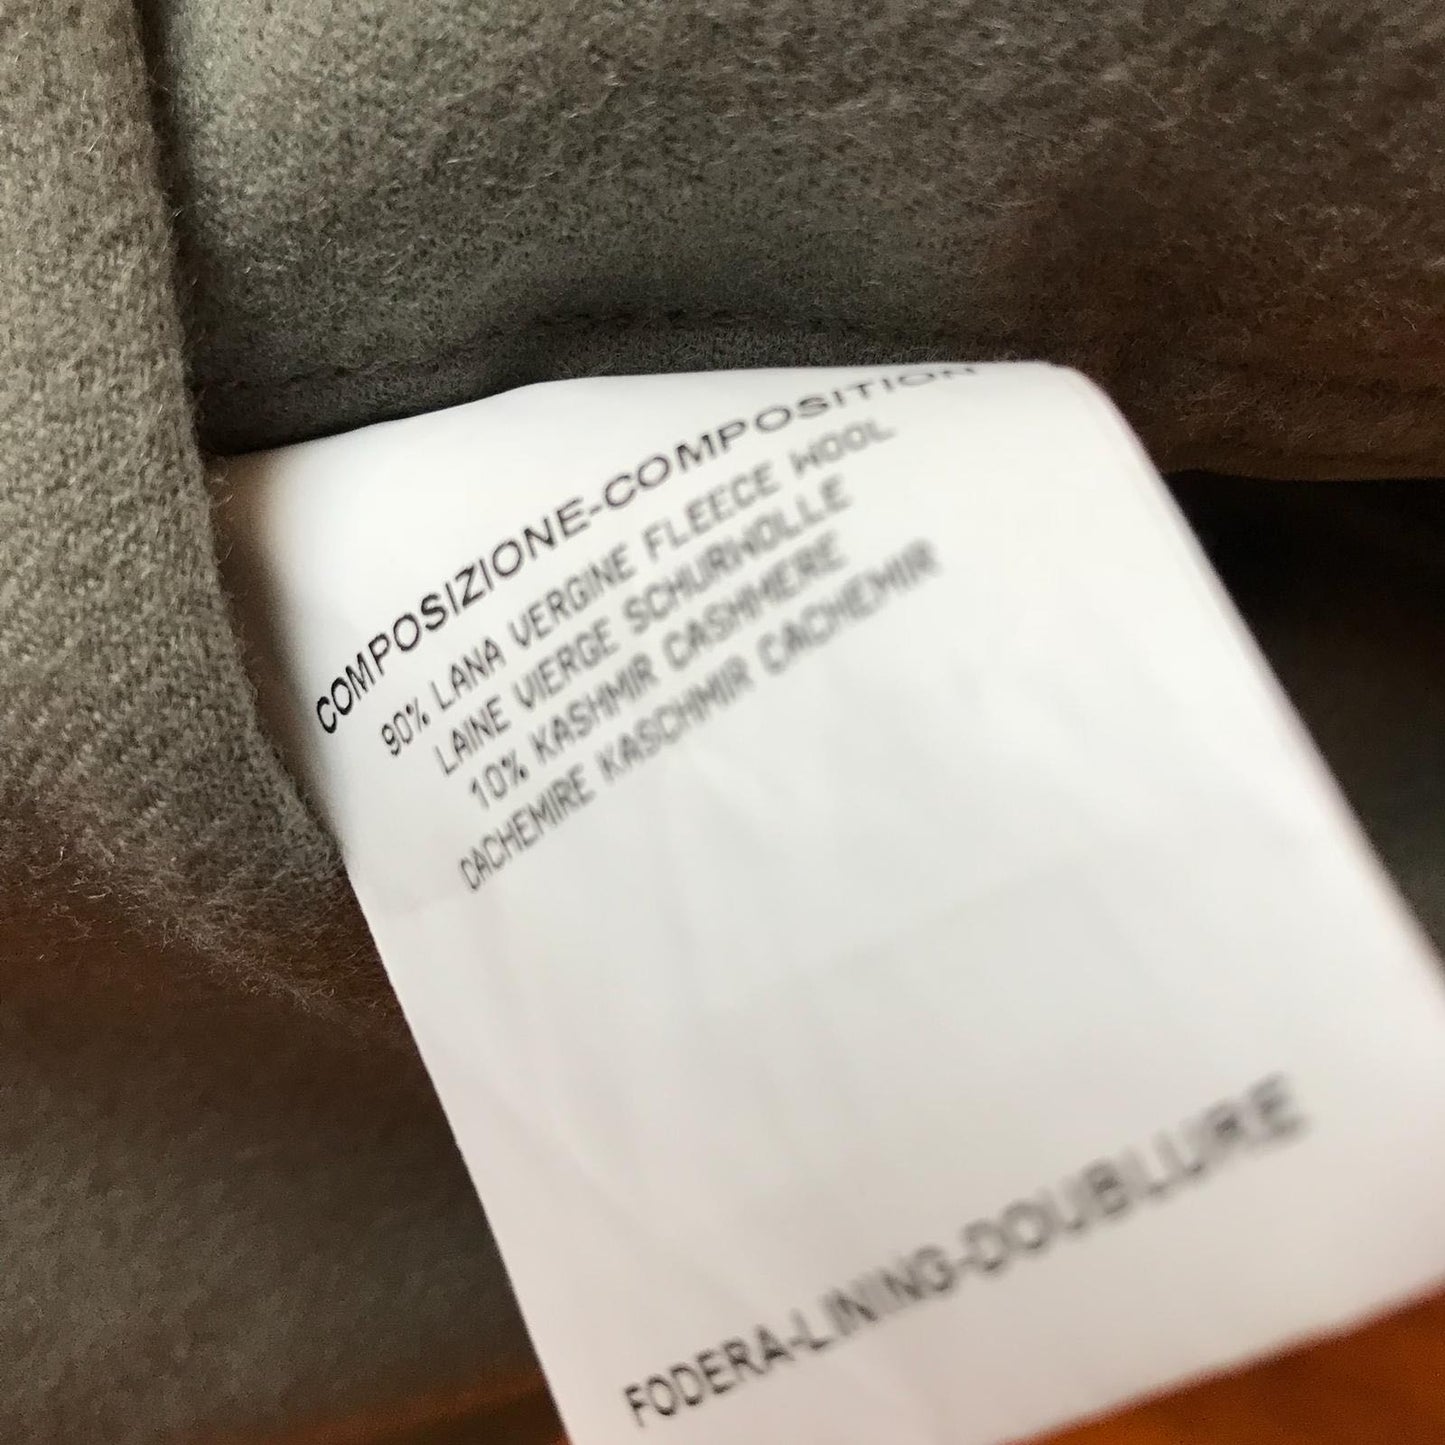 COMPOSIZIONE-COMPOSITION
90% LANA VERGINE FLEECE WOOL
LAINE VIERGE SCHURWOLLE
10% KASHMIR CASHMERE
CACHEMIRE KASCHMIR CACHEMIR
FODERA-LINING-DOUBLURE